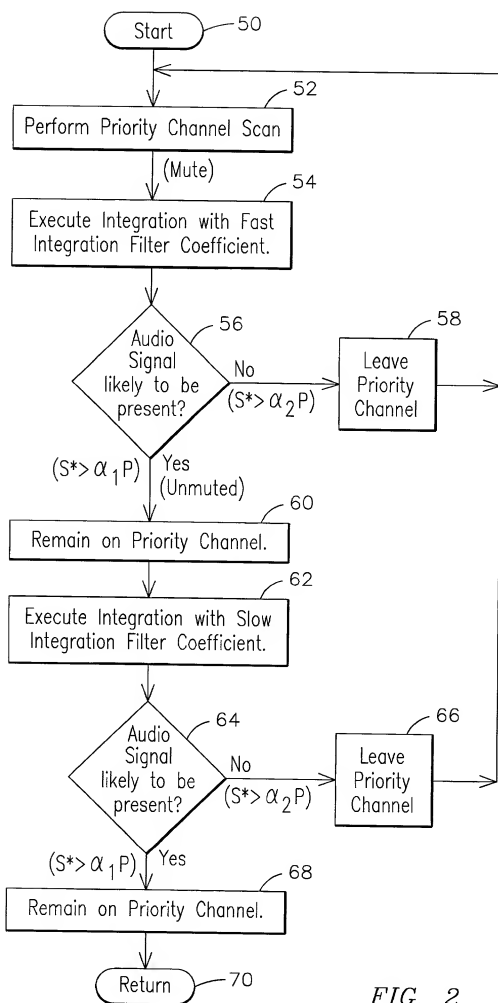 Start
50
52
Perform Priority Channel Scan
(Mute)
54
Execute Integration with Fast
Integration Filter Coefficient.
56
Audio
Signal
likely to be
present?
No
(S*> α2P)
58
Leave
Priority
Channel
(S*> α1P)
Yes
(Unmuted)
60
Remain on Priority Channel.
62
Execute Integration with Slow
Integration Filter Coefficient.
64
Audio
Signal
likely to be
present?
No
(S*> α2P)
66
Leave
Priority
Channel
(S*> α1P)
Yes
68
Remain on Priority Channel.
Return
70
FIG. 2